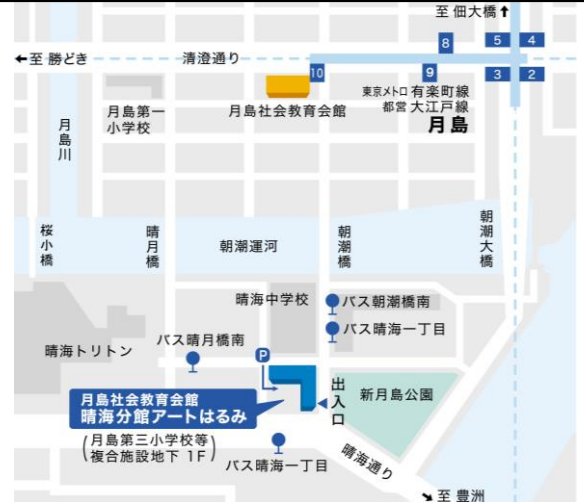 至 佃大橋↑
8
5
4
←至 勝どき
清澄通り
10
9
3
2
東京メトロ 有楽町線
都営 大江戸線
月島
月島社会教育会館
月島第一
小学校
月島川
桜小橋
晴月橋
朝潮運河
朝潮橋
朝潮大橋
晴海中学校
バス朝潮橋南
バス晴海一丁目
バス晴月橋南
晴海トリトン
P
月島社会教育会館
晴海分館アートはるみ
(月島第三小学校等
複合施設地下 1F)
出入口
新月島公園
バス晴海一丁目
晴海通り
↘至 豊洲